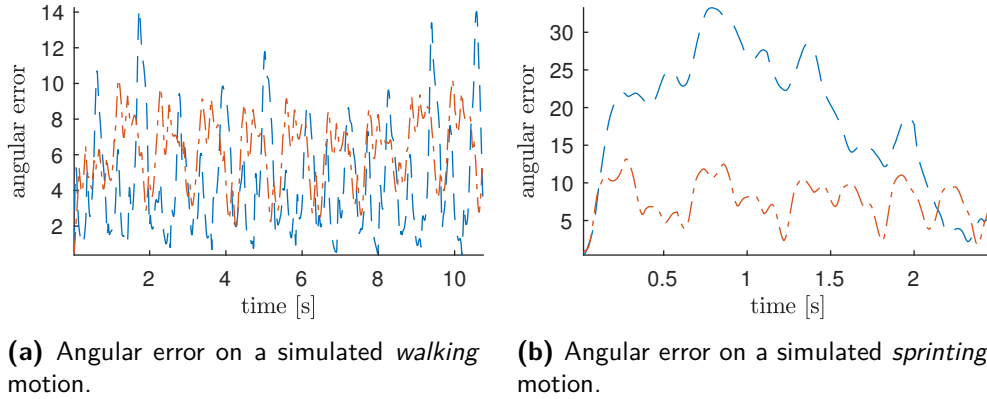 14
12
10
8
6
4
2
angular error
2
4
6
8
10
time [s]
30
25
20
15
10
5
angular error
0.5
1
1.5
2
time [s]
(a) Angular error on a simulated walking
motion.
(b) Angular error on a simulated sprinting
motion.